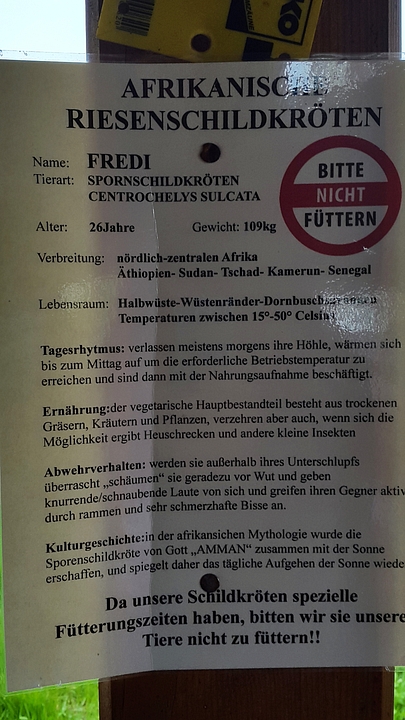 KO
AFRIKANISCHE
RIESENSCHILDKRÖTEN
Name: FREDI
Tierart: SPORNSCHILDKRÖTEN
CENTROCHELYS SULCATA
BITTE
NICHT
FÜTTERN
Alter: 26Jahre Gewicht: 109kg
Verbreitung: nördlich-zentralen Afrika
Äthiopien- Sudan- Tschad- Kamerun- Senegal
Lebensraum: Halbwüste-Wüstenränder-Dornbuschsavannen
Temperaturen zwischen 15°-50° Celsius
Tagesrhytmus: verlassen meistens morgens ihre Höhle, wärmen sich
bis zum Mittag auf um die erforderliche Betriebstemperatur zu
erreichen und sind dann mit der Nahrungsaufnahme beschäftigt.
Ernährung:der vegetarische Hauptbestandteil besteht aus trockenen
Gräsern, Kräutern und Pflanzen, verzehren aber auch, wenn sich die
Möglichkeit ergibt Heuschrecken und andere kleine Insekten
Abwehrverhalten: werden sie außerhalb ihres Unterschlupfs
überrascht „schäumen" sie geradezu vor Wut und geben
knurrende/schnaubende Laute von sich und greifen ihren Gegner aktiv
durch rammen und sehr schmerzhafte Bisse an.
Kulturgeschichte:in der afrikansichen Mythologie wurde die
Sporenschildkröte von Gott „AMMAN" zusammen mit der Sonne
erschaffen, und spiegelt daher das tägliche Aufgehen der Sonne wiede
Da unsere Schildkröten spezielle
Fütterungszeiten haben, bitten wir sie unsere
Tiere nicht zu füttern!!